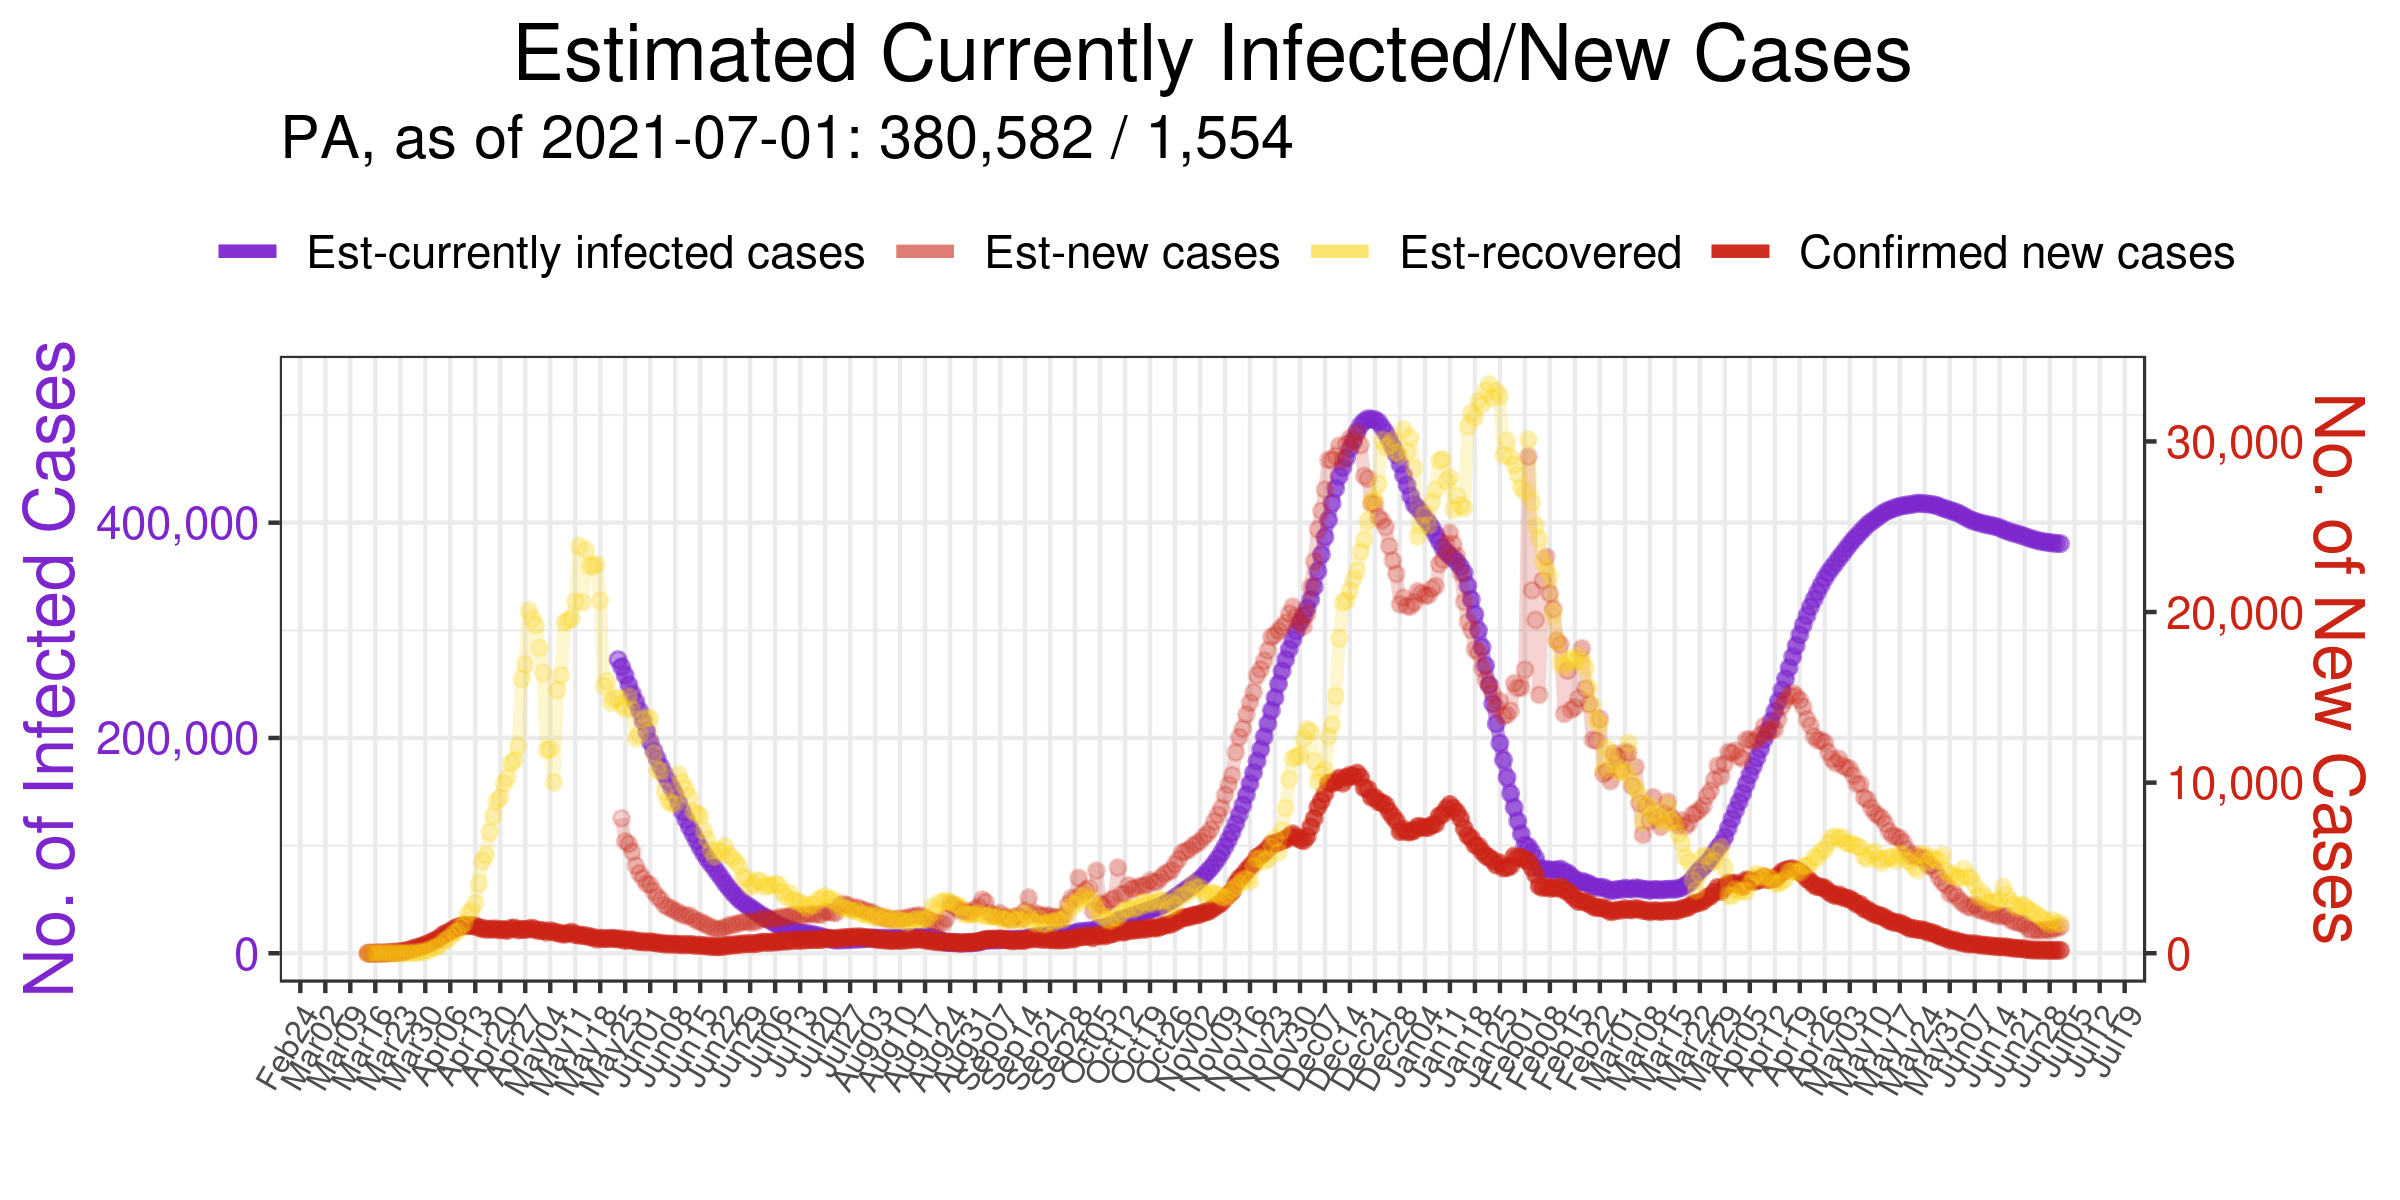 Estimated Currently Infected/New Cases
PA, as of 2021-07-01: 380,582 / 1,554
Est-currently infected cases
Est-new cases
Est-recovered
Confirmed new cases
No. of Infected Cases
400,000
200,000
0
30,000
20,000
10,000
0
No. of New Cases
Feb24
Mar02
Mar09
Mar16
Mar23
Mar30
Apr06
Apr13
Apr20
Apr27
May04
May11
May18
May25
Jun01
Jun08
Jun15
Jun22
Jun29
Jul06
Jul13
Jul20
Jul27
Aug03
Aug10
Aug17
Aug24
Aug31
Sep07
Sep14
Sep21
Sep28
Oct05
Oct12
Oct19
Oct26
Nov02
Nov09
Nov16
Nov23
Nov30
Dec07
Dec14
Dec21
Dec28
Jan04
Jan11
Jan18
Jan25
Feb01
Feb08
Feb15
Feb22
Mar01
Mar08
Mar15
Mar22
Mar29
Apr05
Apr12
Apr19
Apr26
May03
May10
May17
May24
May31
Jun07
Jun14
Jun21
Jun28
Jul05
Jul12
Jul19